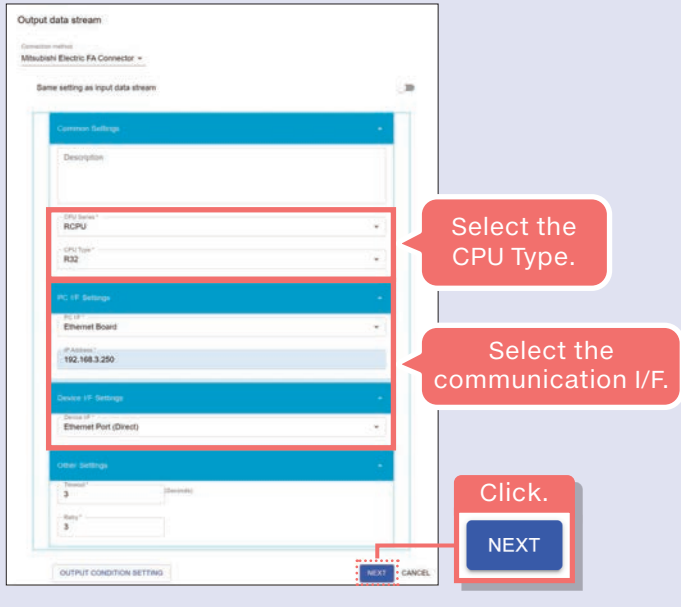 Output data stream
Connection method
Mitsubishi Electric FA Connector
Same setting as input data stream
Common Settings
Description
CPU Series *
RCPU
CPU Type *
R32
Select the
CPU Type.
PC I/F Settings
PC I/F *
Ethernet Board
IP Address *
192.168.3.250
Select the
communication I/F.
Device I/F Settings
Device I/F *
Ethernet Port (Direct)
Other Settings
Timeout *
3
(Seconds)
Retry *
3
Click.
NEXT
OUTPUT CONDITION SETTING
NEXT
CANCEL